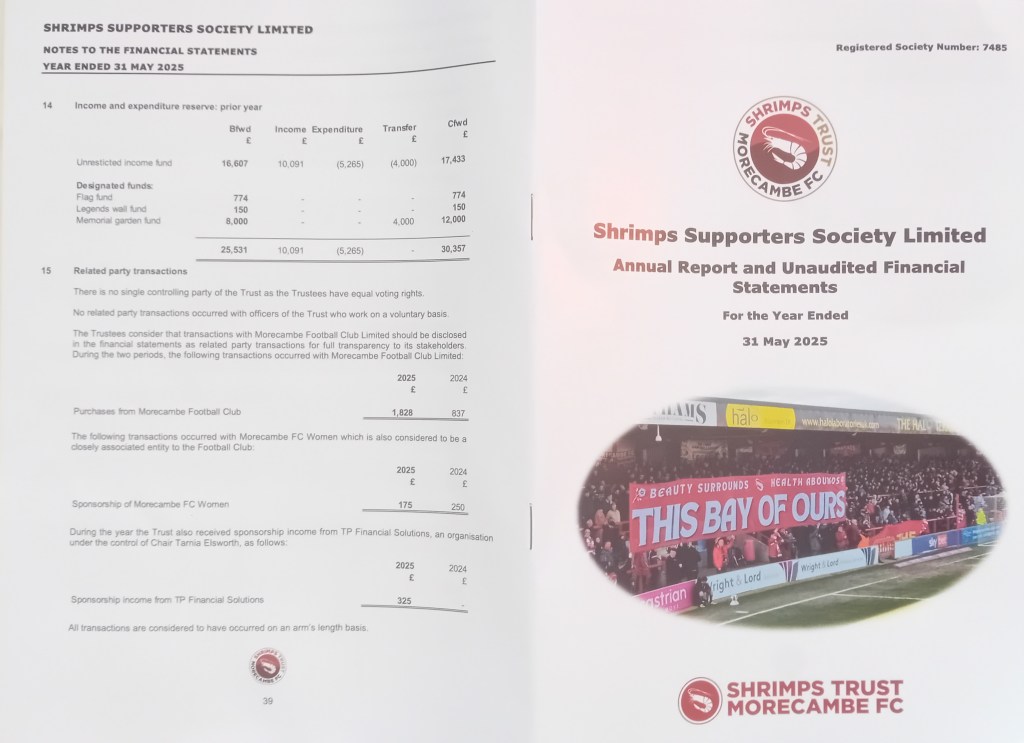 SHRIMPS SUPPORTERS SOCIETY LIMITED
NOTES TO THE FINANCIAL STATEMENTS
YEAR ENDED 31 MAY 2025
14 Income and expenditure reserve: prior year
Bfwd Income Expenditure Transfer Cfwd
£ £ £ £ £
Unresticted income fund 16,607 10,091 (5,265) (4,000) 17,433
Designated funds:
Flag fund 774 - - - 774
Legends wall fund 150 - - - 150
Memorial garden fund 8,000 - - 4,000 12,000
25,531 10,091 (5,265) - 30,357
15 Related party transactions
There is no single controlling party of the Trust as the Trustees have equal voting rights.
No related party transactions occurred with officers of the Trust who work on a voluntary basis.
The Trustees consider that transactions with Morecambe Football Club Limited should be disclosed
in the financial statements as related party transactions for full transparency to its stakeholders.
During the two periods, the following transactions occurred with Morecambe Football Club Limited:
2025 2024
£ £
Purchases from Morecambe Football Club 1,828 837
The following transactions occurred with Morecambe FC Women which is also considered to be a
closely associated entity to the Football Club:
2025 2024
£ £
Sponsorship of Morecambe FC Women 175 250
During the year the Trust also received sponsorship income from TP Financial Solutions, an organisation
under the control of Chair Tarnia Elsworth, as follows:
2025 2024
£ £
Sponsorship income from TP Financial Solutions 325 -
All transactions are considered to have occurred on an arm's length basis.
SHRIMPS TRUST
MORECAMBE FC
39
Registered Society Number: 7485
SHRIMPS TRUST
MORECAMBE FC
Shrimps Supporters Society Limited
Annual Report and Unaudited Financial
Statements
For the Year Ended
31 May 2025
halo
THE HAL
BEAUTY SURROUNDS HEALTH ABOUNDS
THIS BAY OF OURS
sky bet
Wright & Lord
Wright & Lord
SHRIMPS TRUST
MORECAMBE FC